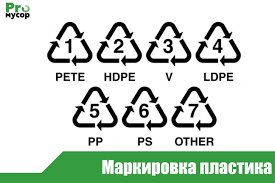 Pro
мусор
1 2 3 4
PETE HDPE V LDPE
5 6 7
PP PS OTHER
Маркировка пластика